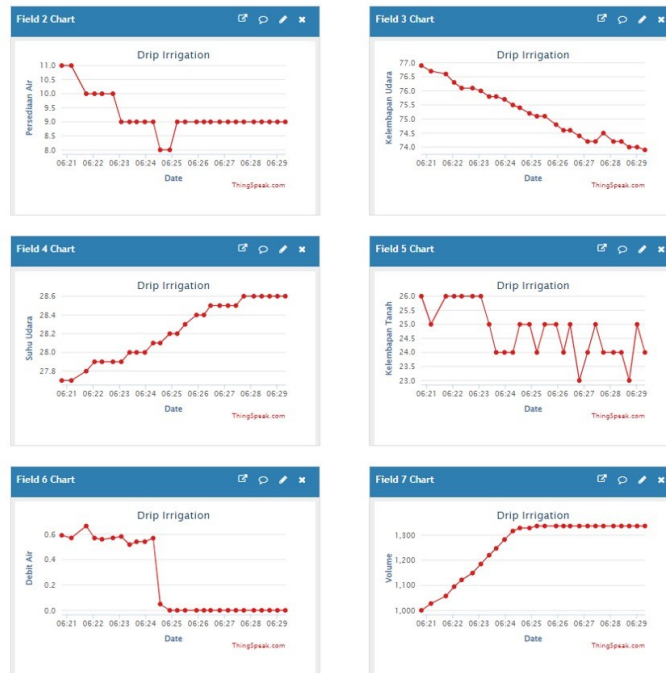 Field 2 Chart
Drip Irrigation
Persediaan Air
11.0
10.5
10.0
9.5
9.0
8.5
8.0
06:21 06:22 06:23 06:24 06:25 06:26 06:27 06:28 06:29
Date
ThingSpeak.com
Field 3 Chart
Drip Irrigation
Kelembapan Udara
77.0
76.5
76.0
75.5
75.0
74.5
74.0
06:21 06:22 06:23 06:24 06:25 06:26 06:27 06:28 06:29
Date
ThingSpeak.com
Field 4 Chart
Drip Irrigation
Suhu Udara
28.6
28.4
28.2
28.0
27.8
06:21 06:22 06:23 06:24 06:25 06:26 06:27 06:28 06:29
Date
ThingSpeak.com
Field 5 Chart
Drip Irrigation
Kelembapan Tanah
26.0
25.5
25.0
24.5
24.0
23.5
23.0
06:21 06:22 06:23 06:24 06:25 06:26 06:27 06:28 06:29
Date
ThingSpeak.com
Field 6 Chart
Drip Irrigation
Debit Air
0.6
0.4
0.2
0.0
06:21 06:22 06:23 06:24 06:25 06:26 06:27 06:28 06:29
Date
ThingSpeak.com
Field 7 Chart
Drip Irrigation
Volume
1,300
1,200
1,100
1,000
06:21 06:22 06:23 06:24 06:25 06:26 06:27 06:28 06:29
Date
ThingSpeak.com